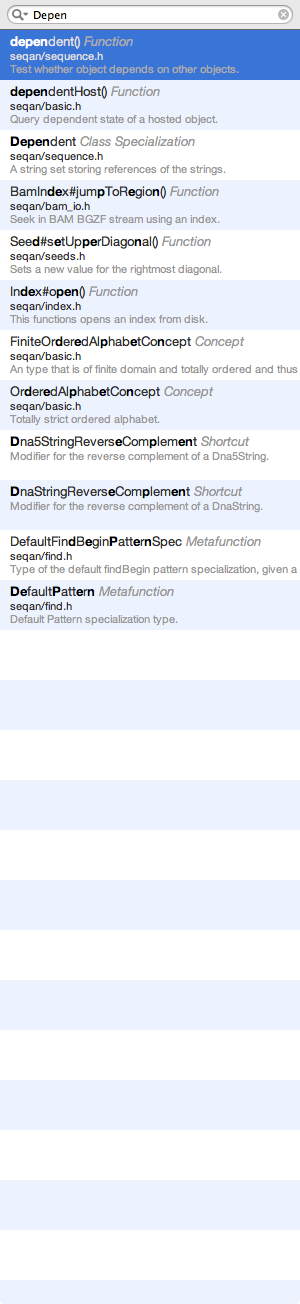 Depen
dependent() Function
seqan/sequence.h
Test whether object depends on other objects.
dependentHost() Function
seqan/basic.h
Query dependent state of a hosted object.
Dependent Class Specialization
seqan/sequence.h
A string set storing references of the strings.
BamIndex#jumpToRegion() Function
seqan/bam_io.h
Seek in BAM BGZF stream using an index.
Seed#setUpperDiagonal() Function
seqan/seeds.h
Sets a new value for the rightmost diagonal.
Index#open() Function
seqan/index.h
This functions opens an index from disk.
FiniteOrderedAlphabetConcept Concept
seqan/basic.h
An type that is of finite domain and totally ordered and thus
OrderedAlphabetConcept Concept
seqan/basic.h
Totally strict ordered alphabet.
Dna5StringReverseComplement Shortcut
Modifier for the reverse complement of a Dna5String.
DnaStringReverseComplement Shortcut
Modifier for the reverse complement of a DnaString.
DefaultFindBeginPatternSpec Metafunction
seqan/find.h
Type of the default findBegin pattern specialization, given a
DefaultPattern Metafunction
seqan/find.h
Default Pattern specialization type.